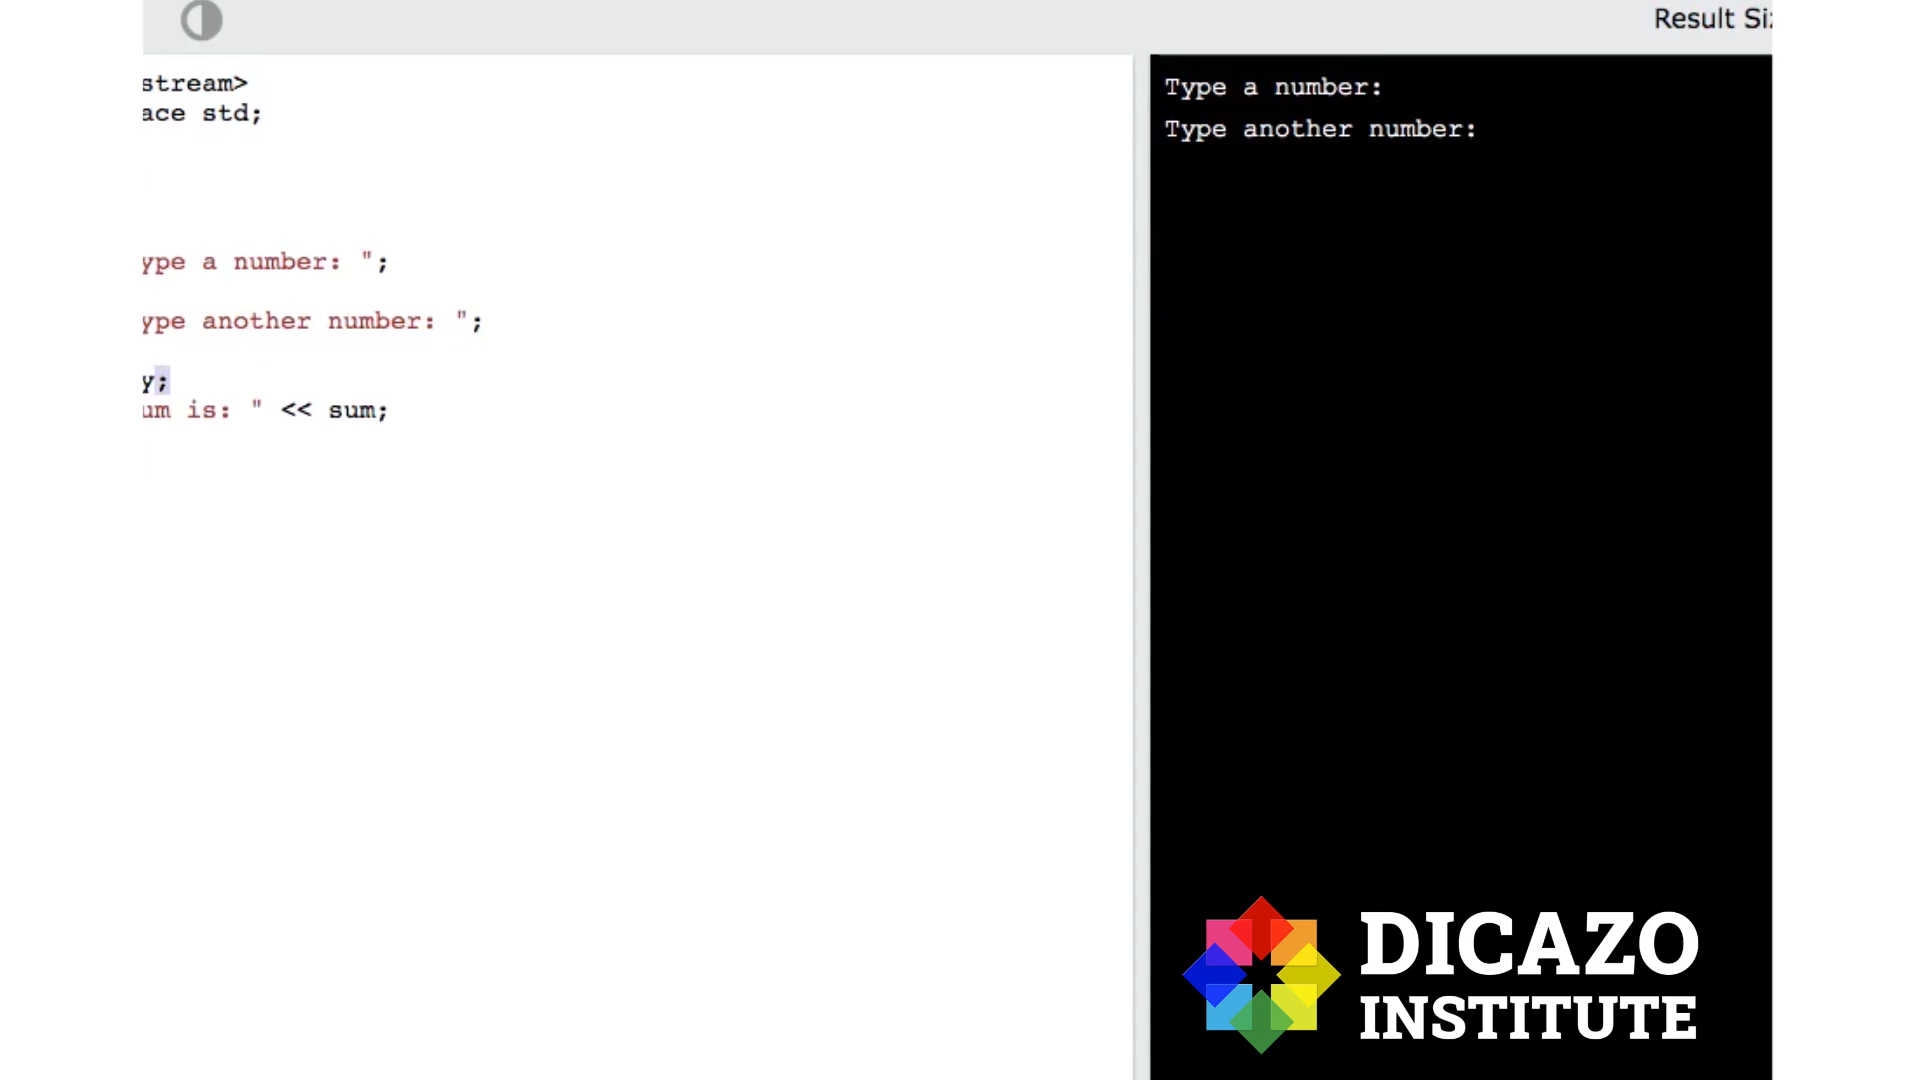 Result Si
stream>
ace std;
ype a number: ";
ype another number: ";
y;
um is: " << sum;
Type a number:
Type another number:
DICAZO
INSTITUTE